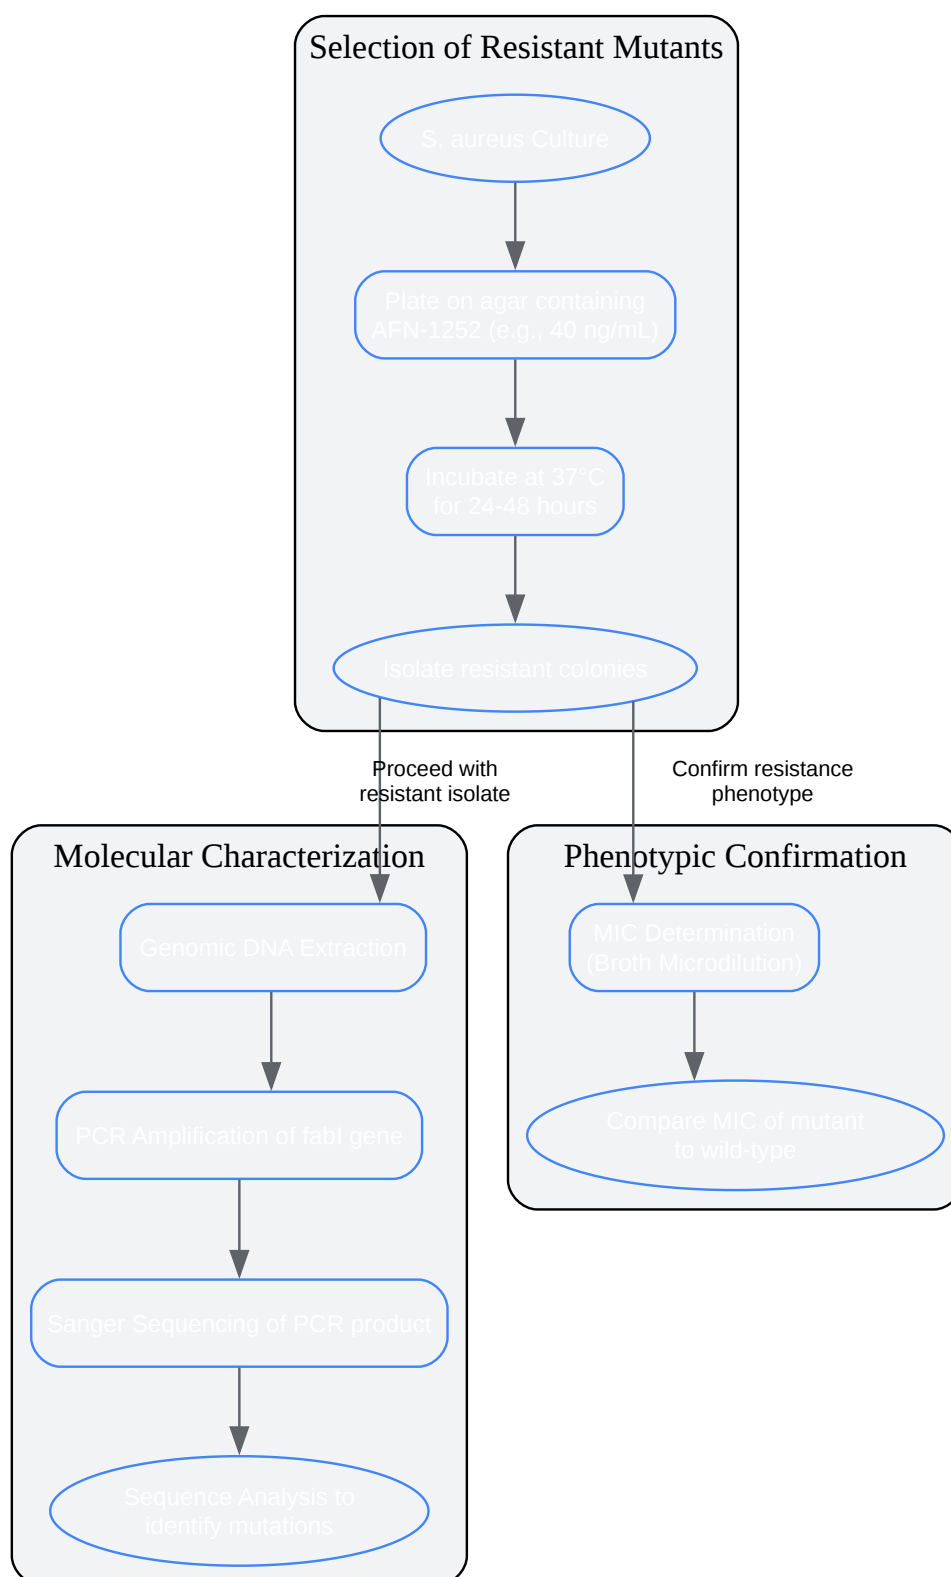 Selection of Resistant Mutants
S. aureus Culture
Plate on agar containing
AFN-1252 (e.g., 40 ng/mL)
Incubate at 37°C
for 24-48 hours
Isolate resistant colonies
Proceed with
resistant isolate
Confirm resistance
phenotype
Molecular Characterization
Genomic DNA Extraction
PCR Amplification of fabI gene
Sanger Sequencing of PCR product
Sequence Analysis to
identify mutations
Phenotypic Confirmation
MIC Determination
(Broth Microdilution)
Compare MIC of mutant
to wild-type